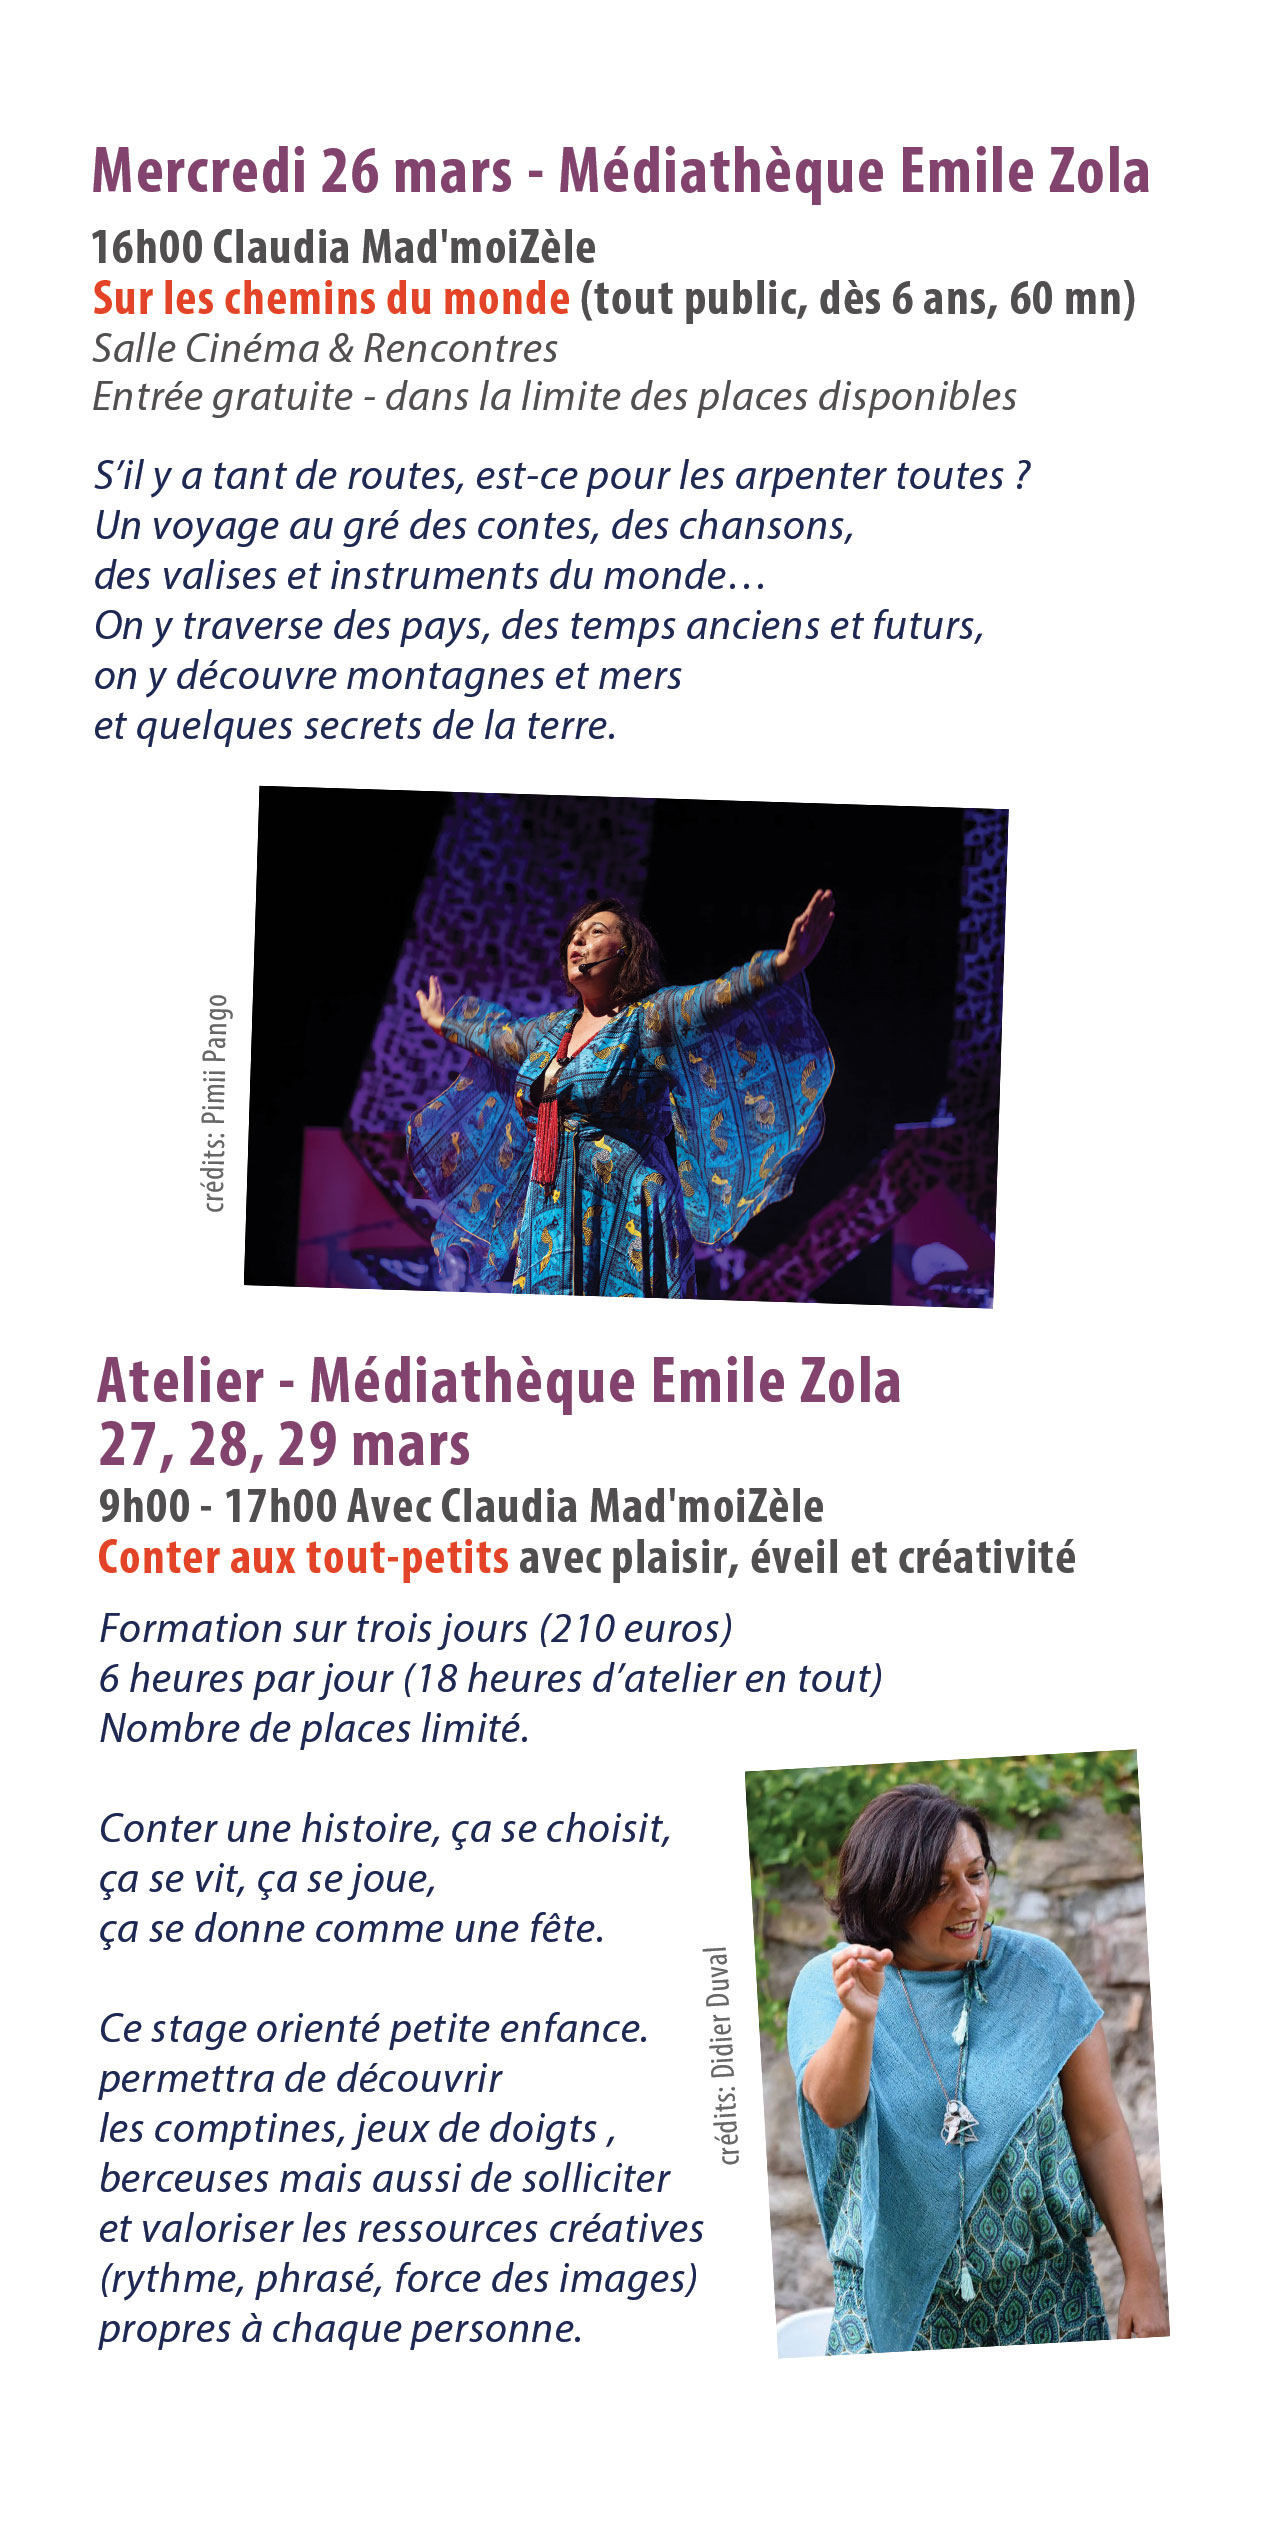 Mercredi 26 mars - Médiathèque Emile Zola
16h00 Claudia Mad'moiZèle
Sur les chemins du monde (tout public, dès 6 ans, 60 mn)
Salle Cinéma & Rencontres
Entrée gratuite - dans la limite des places disponibles
S’il y a tant de routes, est-ce pour les arpenter toutes ?
Un voyage au gré des contes, des chansons,
des valises et instruments du monde…
On y traverse des pays, des temps anciens et futurs,
on y découvre montagnes et mers
et quelques secrets de la terre.
crédits: Pimii Pango
Atelier - Médiathèque Emile Zola
27, 28, 29 mars
9h00 - 17h00 Avec Claudia Mad'moiZèle
Conter aux tout-petits avec plaisir, éveil et créativité
Formation sur trois jours (210 euros)
6 heures par jour (18 heures d’atelier en tout)
Nombre de places limité.
Conter une histoire, ça se choisit,
ça se vit, ça se joue,
ça se donne comme une fête.
Ce stage orienté petite enfance.
permettra de découvrir
les comptines, jeux de doigts ,
berceuses mais aussi de solliciter
et valoriser les ressources créatives
(rythme, phrasé, force des images)
propres à chaque personne.
crédits: Didier Duval